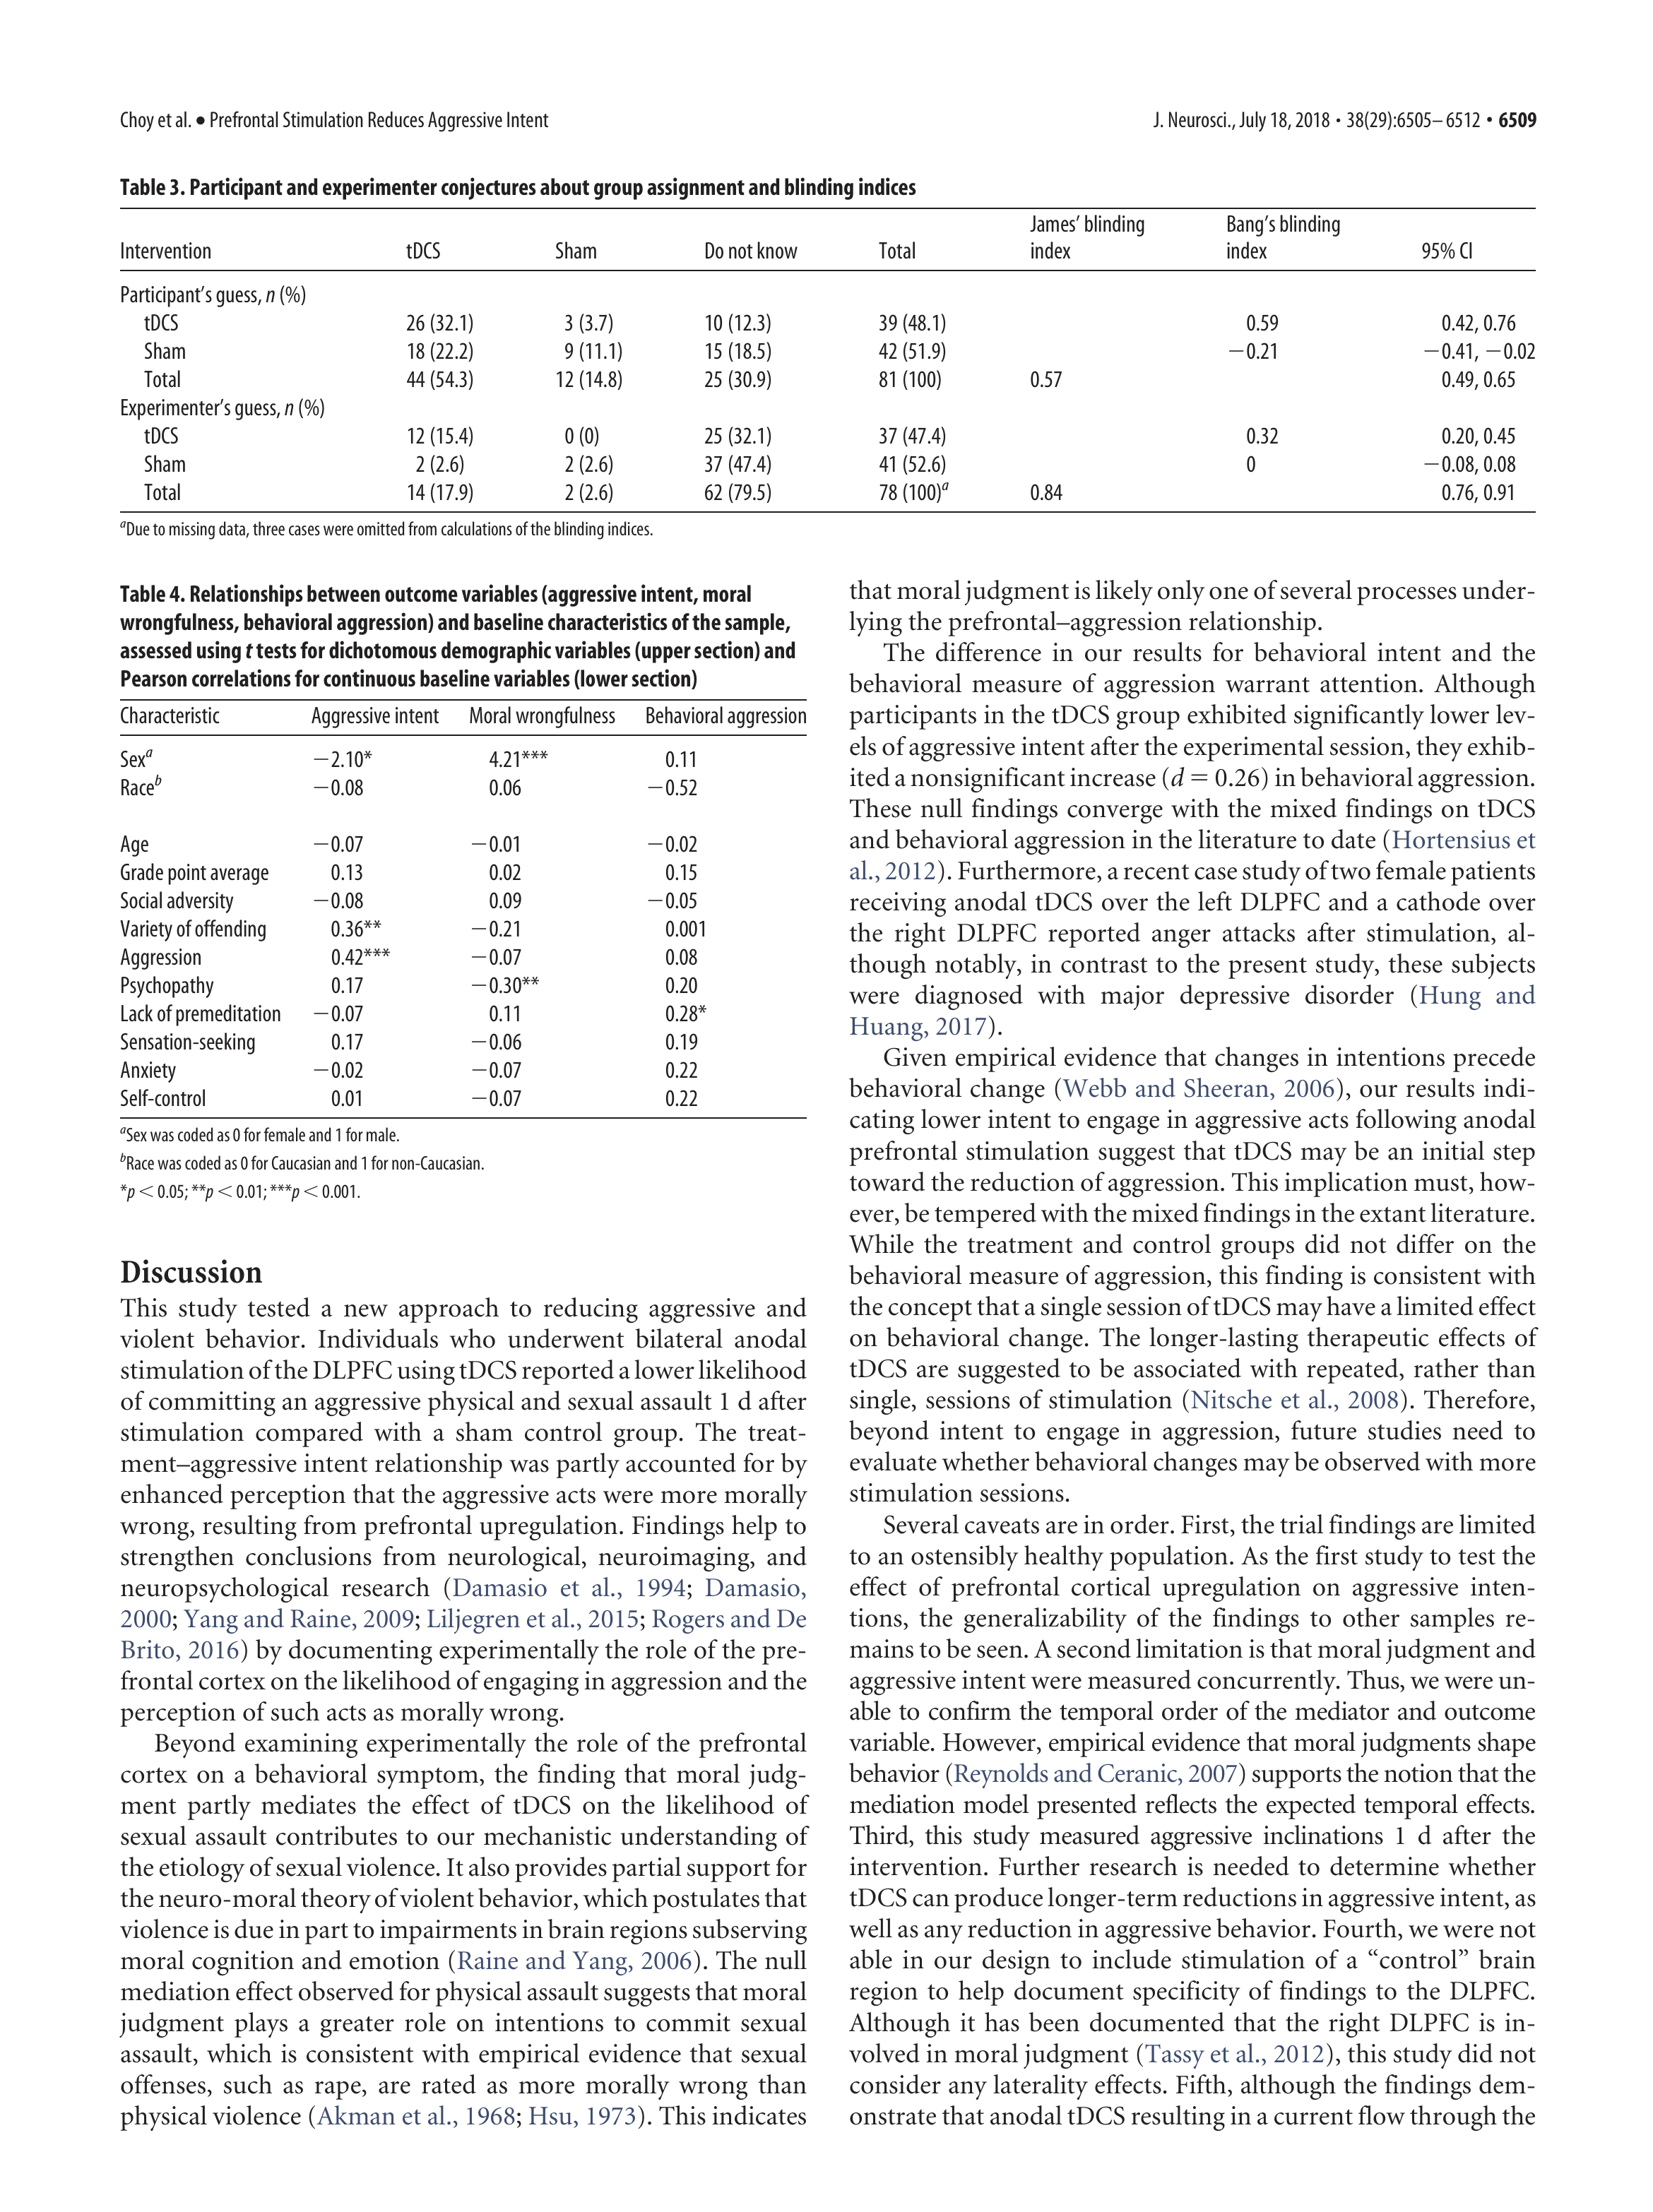 Choy et al. • Prefrontal Stimulation Reduces Aggressive Intent
J. Neurosci., July 18, 2018 • 38(29):6505–6512 • 6509
Table 3. Participant and experimenter conjectures about group assignment and blinding indices
Intervention tDCS Sham Do not know Total James’ blinding index Bang’s blinding index 95% CI
Participant’s guess, n (%)
tDCS 26 (32.1) 3 (3.7) 10 (12.3) 39 (48.1) 0.59 0.42, 0.76
Sham 18 (22.2) 9 (11.1) 15 (18.5) 42 (51.9) −0.21 −0.41, −0.02
Total 44 (54.3) 12 (14.8) 25 (30.9) 81 (100) 0.57 0.49, 0.65
Experimenter’s guess, n (%)
tDCS 12 (15.4) 0 (0) 25 (32.1) 37 (47.4) 0.32 0.20, 0.45
Sham 2 (2.6) 2 (2.6) 37 (47.4) 41 (52.6) 0 −0.08, 0.08
Total 14 (17.9) 2 (2.6) 62 (79.5) 78 (100)a 0.84 0.76, 0.91
aDue to missing data, three cases were omitted from calculations of the blinding indices.
Table 4. Relationships between outcome variables (aggressive intent, moral
wrongfulness, behavioral aggression) and baseline characteristics of the sample,
assessed using t tests for dichotomous demographic variables (upper section) and
Pearson correlations for continuous baseline variables (lower section)
Characteristic Aggressive intent Moral wrongfulness Behavioral aggression
Sexa −2.10* 4.21*** 0.11
Raceb −0.08 0.06 −0.52
Age −0.07 −0.01 −0.02
Grade point average 0.13 0.02 0.15
Social adversity −0.08 0.09 −0.05
Variety of offending 0.36** −0.21 0.001
Aggression 0.42*** −0.07 0.08
Psychopathy 0.17 −0.30** 0.20
Lack of premeditation −0.07 0.11 0.28*
Sensation-seeking 0.17 −0.06 0.19
Anxiety −0.02 −0.07 0.22
Self-control 0.01 −0.07 0.22
aSex was coded as 0 for female and 1 for male.
bRace was coded as 0 for Caucasian and 1 for non-Caucasian.
*p < 0.05; **p < 0.01; ***p < 0.001.
Discussion
This study tested a new approach to reducing aggressive and
violent behavior. Individuals who underwent bilateral anodal
stimulation of the DLPFC using tDCS reported a lower likelihood
of committing an aggressive physical and sexual assault 1 d after
stimulation compared with a sham control group. The treat-
ment–aggressive intent relationship was partly accounted for by
enhanced perception that the aggressive acts were more morally
wrong, resulting from prefrontal upregulation. Findings help to
strengthen conclusions from neurological, neuroimaging, and
neuropsychological research (Damasio et al., 1994; Damasio,
2000; Yang and Raine, 2009; Liljegren et al., 2015; Rogers and De
Brito, 2016) by documenting experimentally the role of the pre-
frontal cortex on the likelihood of engaging in aggression and the
perception of such acts as morally wrong.
Beyond examining experimentally the role of the prefrontal
cortex on a behavioral symptom, the finding that moral judg-
ment partly mediates the effect of tDCS on the likelihood of
sexual assault contributes to our mechanistic understanding of
the etiology of sexual violence. It also provides partial support for
the neuro-moral theory of violent behavior, which postulates that
violence is due in part to impairments in brain regions subserving
moral cognition and emotion (Raine and Yang, 2006). The null
mediation effect observed for physical assault suggests that moral
judgment plays a greater role on intentions to commit sexual
assault, which is consistent with empirical evidence that sexual
offenses, such as rape, are rated as more morally wrong than
physical violence (Akman et al., 1968; Hsu, 1973). This indicates
that moral judgment is likely only one of several processes under-
lying the prefrontal–aggression relationship.
The difference in our results for behavioral intent and the
behavioral measure of aggression warrant attention. Although
participants in the tDCS group exhibited significantly lower lev-
els of aggressive intent after the experimental session, they exhib-
ited a nonsignificant increase (d = 0.26) in behavioral aggression.
These null findings converge with the mixed findings on tDCS
and behavioral aggression in the literature to date (Hortensius et
al., 2012). Furthermore, a recent case study of two female patients
receiving anodal tDCS over the left DLPFC and a cathode over
the right DLPFC reported anger attacks after stimulation, al-
though notably, in contrast to the present study, these subjects
were diagnosed with major depressive disorder (Hung and
Huang, 2017).
Given empirical evidence that changes in intentions precede
behavioral change (Webb and Sheeran, 2006), our results indi-
cating lower intent to engage in aggressive acts following anodal
prefrontal stimulation suggest that tDCS may be an initial step
toward the reduction of aggression. This implication must, how-
ever, be tempered with the mixed findings in the extant literature.
While the treatment and control groups did not differ on the
behavioral measure of aggression, this finding is consistent with
the concept that a single session of tDCS may have a limited effect
on behavioral change. The longer-lasting therapeutic effects of
tDCS are suggested to be associated with repeated, rather than
single, sessions of stimulation (Nitsche et al., 2008). Therefore,
beyond intent to engage in aggression, future studies need to
evaluate whether behavioral changes may be observed with more
stimulation sessions.
Several caveats are in order. First, the trial findings are limited
to an ostensibly healthy population. As the first study to test the
effect of prefrontal cortical upregulation on aggressive inten-
tions, the generalizability of the findings to other samples re-
mains to be seen. A second limitation is that moral judgment and
aggressive intent were measured concurrently. Thus, we were un-
able to confirm the temporal order of the mediator and outcome
variable. However, empirical evidence that moral judgments shape
behavior (Reynolds and Ceranic, 2007) supports the notion that the
mediation model presented reflects the expected temporal effects.
Third, this study measured aggressive inclinations 1 d after the
intervention. Further research is needed to determine whether
tDCS can produce longer-term reductions in aggressive intent, as
well as any reduction in aggressive behavior. Fourth, we were not
able in our design to include stimulation of a “control” brain
region to help document specificity of findings to the DLPFC.
Although it has been documented that the right DLPFC is in-
volved in moral judgment (Tassy et al., 2012), this study did not
consider any laterality effects. Fifth, although the findings dem-
onstrate that anodal tDCS resulting in a current flow through the